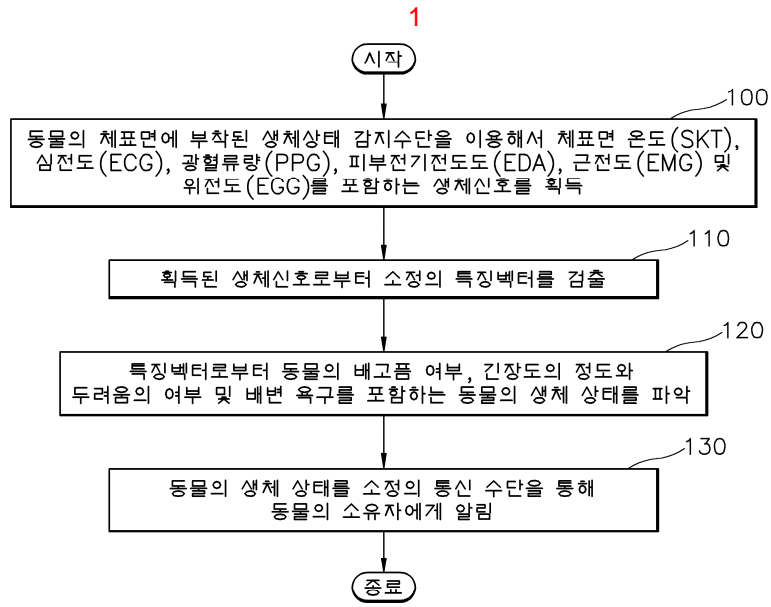 1
시작
100
동물의 체표면에 부착된 생체상태 감지수단을 이용해서 체표면 온도(SKT),
심전도(ECG), 광혈류량(PPG), 피부전기전도도(EDA), 근전도(EMG) 및
위전도(EGG)를 포함하는 생체신호를 획득
110
획득된 생체신호로부터 소정의 특징벡터를 검출
120
특징벡터로부터 동물의 배고픔 여부, 긴장도의 정도와
두려움의 여부 및 배변 욕구를 포함하는 동물의 생체 상태를 파악
130
동물의 생체 상태를 소정의 통신 수단을 통해
동물의 소유자에게 알림
종료